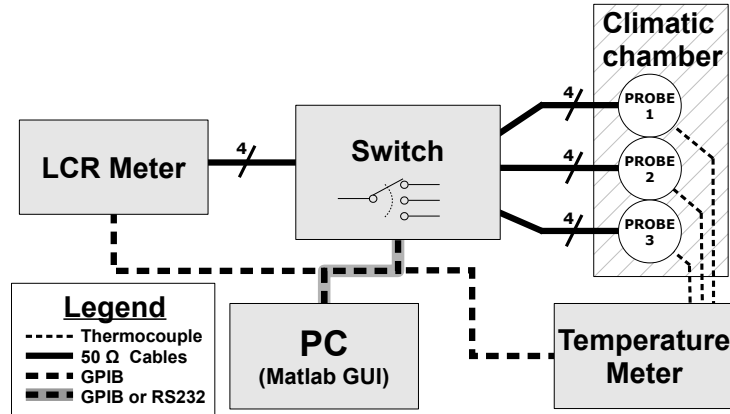 Climatic
chamber
4
PROBE
1
4
LCR Meter
Switch
4
PROBE
2
4
PROBE
3
Legend
Thermocouple
50 Ω Cables
GPIB
GPIB or RS232
PC
(Matlab GUI)
Temperature
Meter